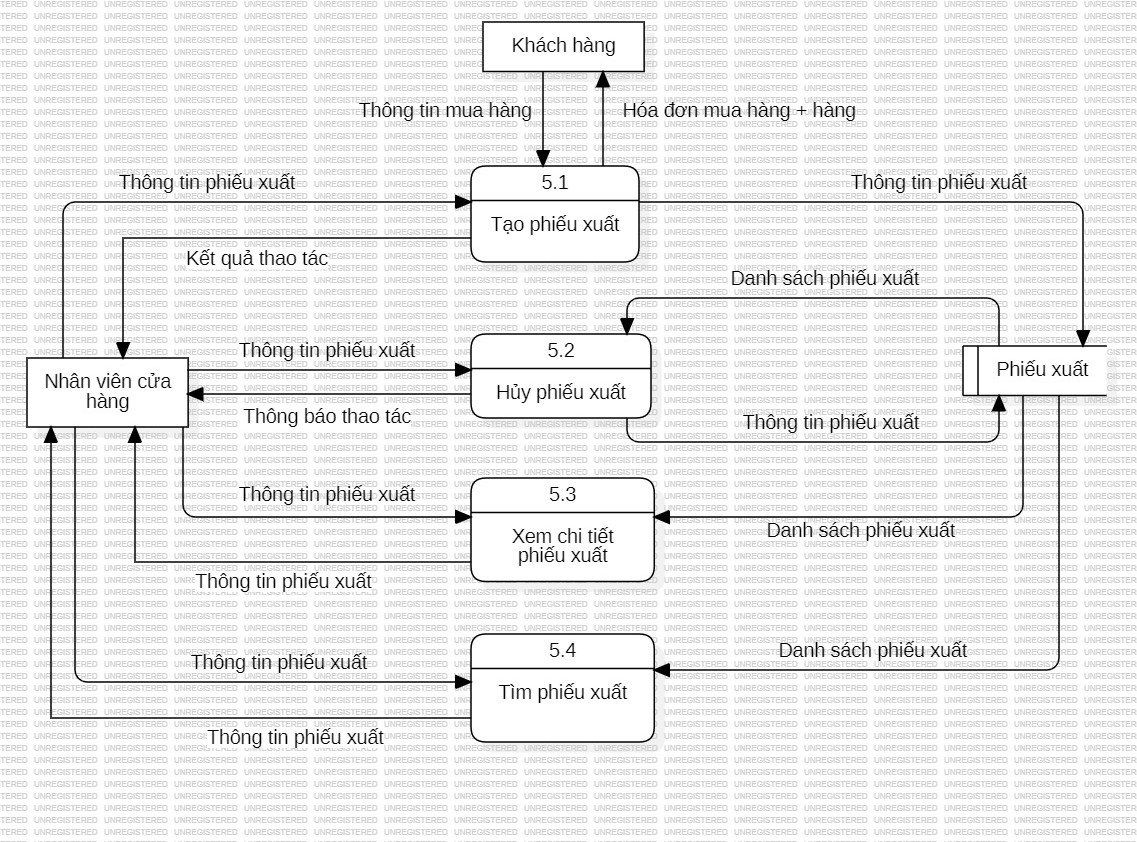 Khách hàng
Thông tin mua hàng
Hóa đơn mua hàng + hàng
Thông tin phiếu xuất
5.1
Thông tin phiếu xuất
Tạo phiếu xuất
Kết quả thao tác
Danh sách phiếu xuất
Thông tin phiếu xuất
5.2
Phiếu xuất
Nhân viên cửa
hàng
Hủy phiếu xuất
Thông báo thao tác
Thông tin phiếu xuất
Thông tin phiếu xuất
5.3
Danh sách phiếu xuất
Xem chi tiết
phiếu xuất
Thông tin phiếu xuất
5.4
Danh sách phiếu xuất
Thông tin phiếu xuất
Tìm phiếu xuất
Thông tin phiếu xuất
UNREGISTERED